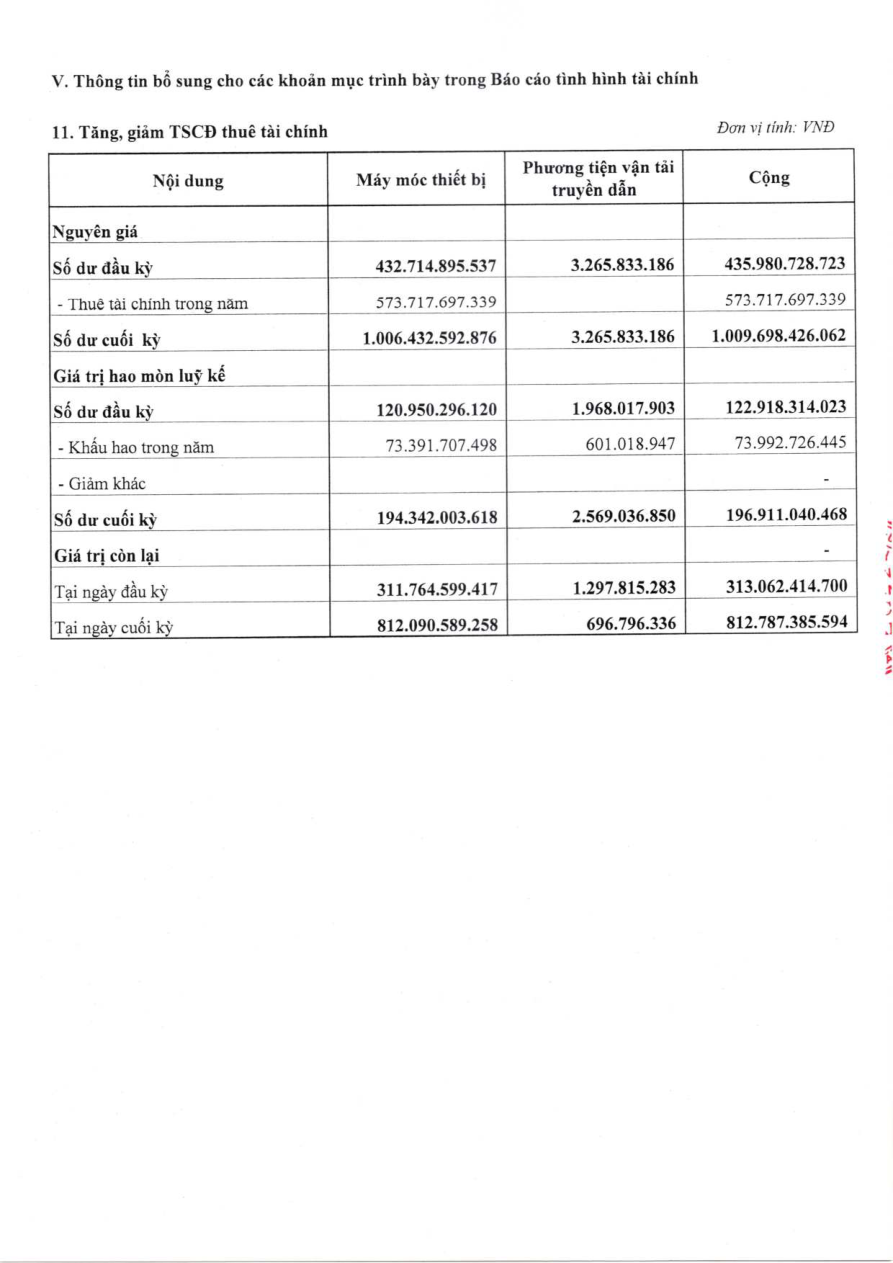 V. Thông tin bổ sung cho các khoản mục trình bày trong Báo cáo tình hình tài chính
11. Tăng, giảm TSCĐ thuê tài chính
Đơn vị tính: VNĐ
Nội dung Máy móc thiết bị Phương tiện vận tải truyền dẫn Cộng
Nguyên giá
Số dư đầu kỳ 432.714.895.537 3.265.833.186 435.980.728.723
- Thuê tài chính trong năm 573.717.697.339 573.717.697.339
Số dư cuối kỳ 1.006.432.592.876 3.265.833.186 1.009.698.426.062
Giá trị hao mòn luỹ kế
Số dư đầu kỳ 120.950.296.120 1.968.017.903 122.918.314.023
- Khấu hao trong năm 73.391.707.498 601.018.947 73.992.726.445
- Giảm khác -
Số dư cuối kỳ 194.342.003.618 2.569.036.850 196.911.040.468
Giá trị còn lại -
Tại ngày đầu kỳ 311.764.599.417 1.297.815.283 313.062.414.700
Tại ngày cuối kỳ 812.090.589.258 696.796.336 812.787.385.594